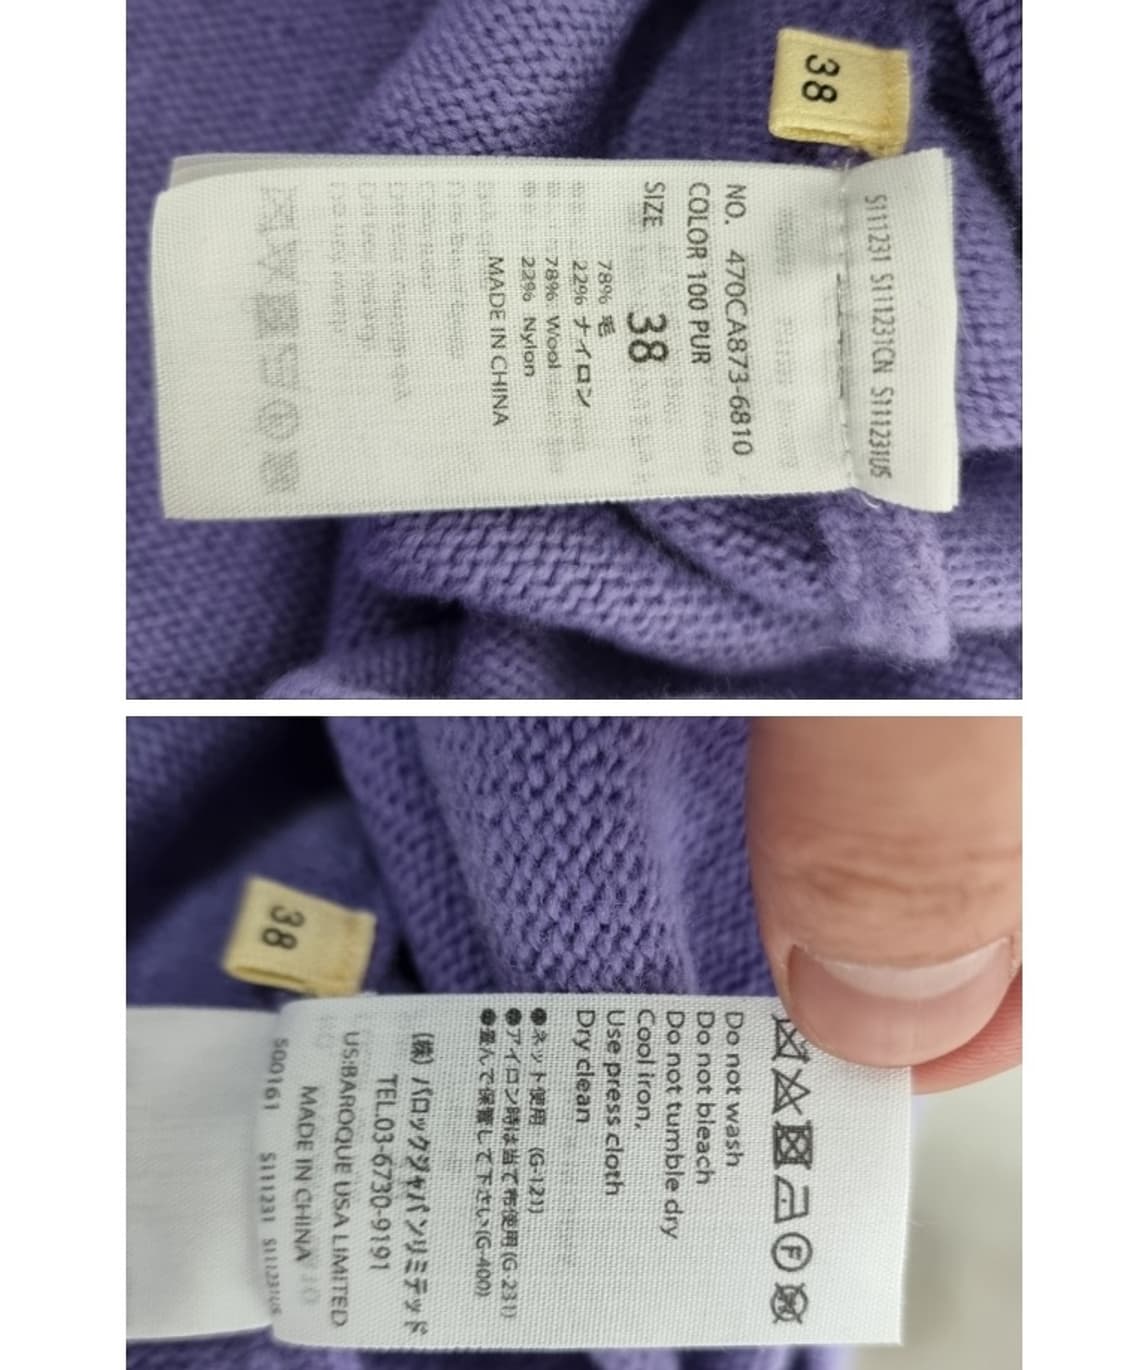 38
S111231 S111231CN S111231US
NO. 470CA873-6810
COLOR 100 PUR
SIZE 38
78% 毛
22% ナイロン
78% Wool
22% Nylon
MADE IN CHINA
38
Do not wash
Do not bleach
Do not tumble dry
Cool iron,
Use press cloth
Dry clean
●ネット使用 (G-121)
●アイロン時は当て布使用(G-231)
●畳んで保管して下さい(G-400)
(株) バロックジャパンリミテッド
TEL.03-6730-9191
US:BAROQUE USA LIMITED
MADE IN CHINA
S00161 S111231 S111231US
F